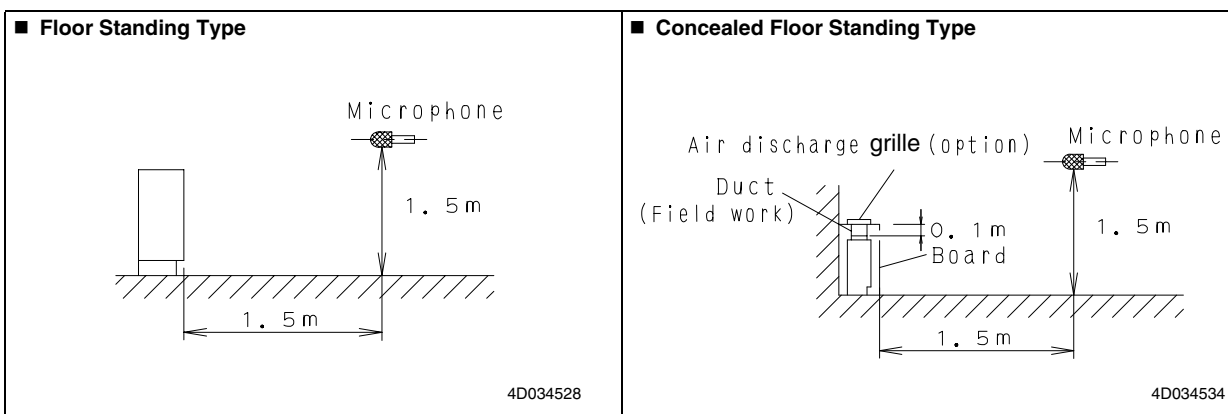 ■ Floor Standing Type
Microphone
1. 5m
1. 5m
4D034528
■ Concealed Floor Standing Type
Microphone
Air discharge grille (option)
Duct
(Field work)
0. 1m
Board
1. 5m
1. 5m
4D034534